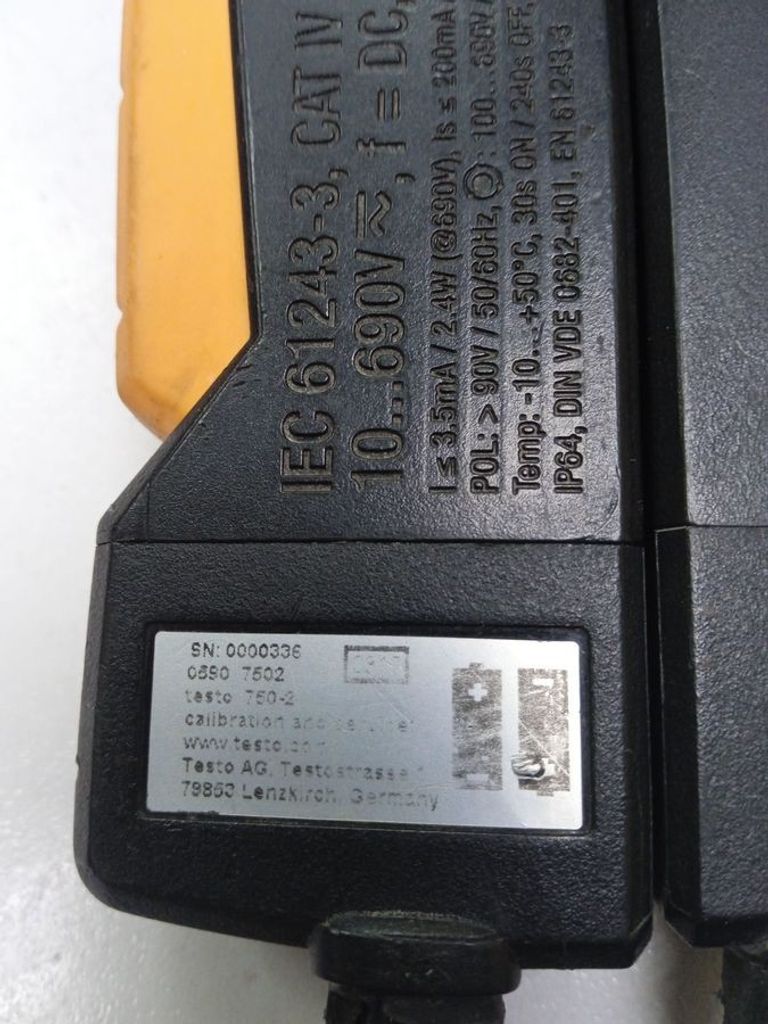 IEC 61243-3, CAT IV
10...690V ≂, f = DC,
I ≤ 3.5mA / 2.4W (@690V), Is ≤ 200mA
POL: > 90V / 50/60Hz, : 100...690V
Temp: -10...+50°C, 30s ON / 240s OFF,
IP64, DIN VDE 0682-401, EN 61243-3
SN: 0000336
0590 7502
testo 750-2
calibration and service:
www.testo.com
Testo AG, Testostrasse 1
79853 Lenzkirch, Germany
+ -